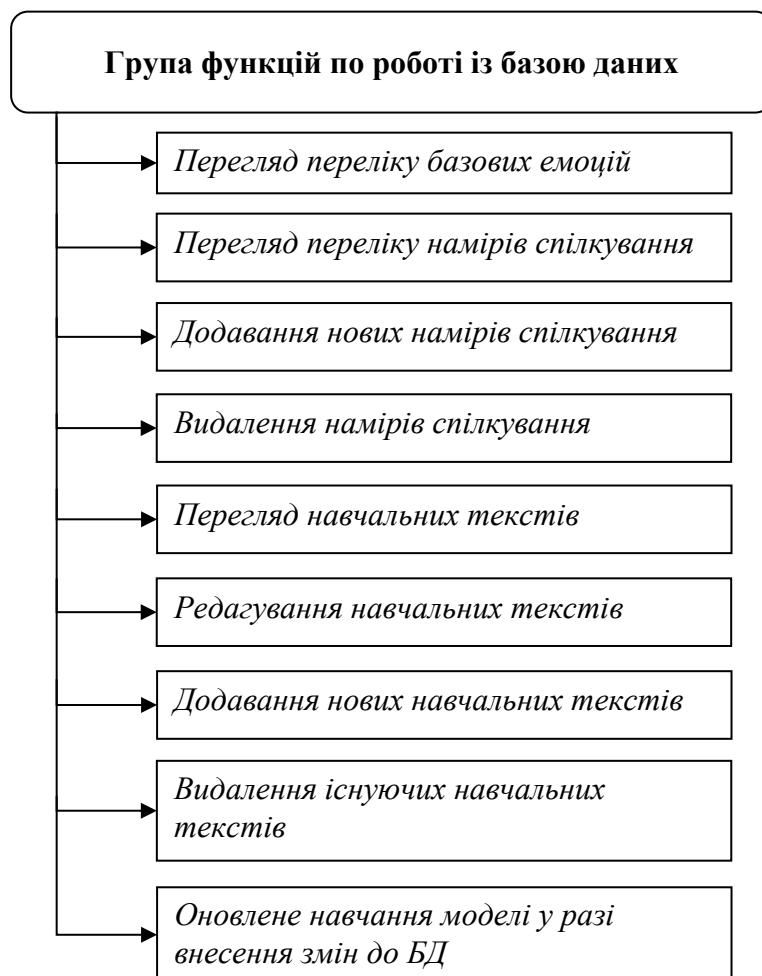 Група функцій по роботі із базою даних
Перегляд переліку базових емоцій
Перегляд переліку намірів спілкування
Додавання нових намірів спілкування
Видалення намірів спілкування
Перегляд навчальних текстів
Редагування навчальних текстів
Додавання нових навчальних текстів
Видалення існуючих навчальних
текстів
Оновлене навчання моделі у разі
внесення змін до БД